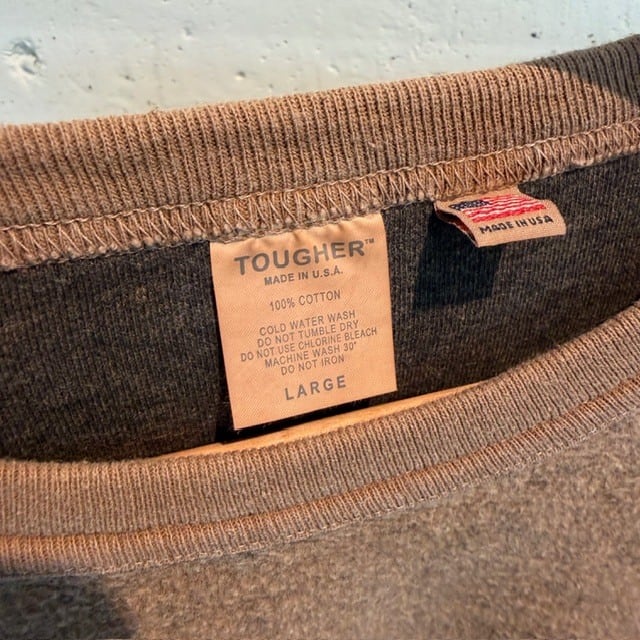 TOUGHER™
MADE IN U.S.A.
100% COTTON
COLD WATER WASH
DO NOT TUMBLE DRY
DO NOT USE CHLORINE BLEACH
MACHINE WASH 30°
DO NOT IRON
LARGE
MADE IN USA